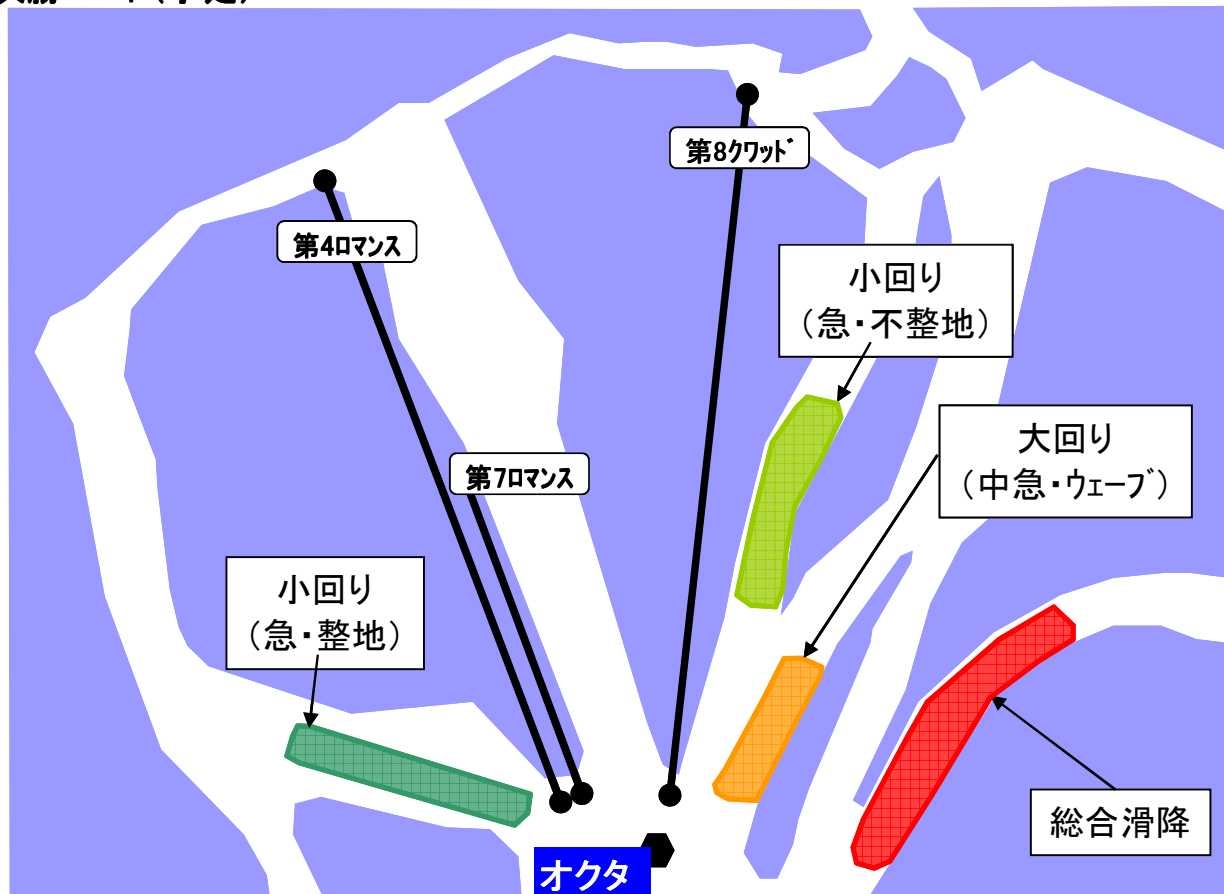 第8クワッド
第4ロマンス
小回り
（急・不整地）
大回り
（中急・ウェーブ）
第7ロマンス
小回り
（急・整地）
総合滑降
オクタ